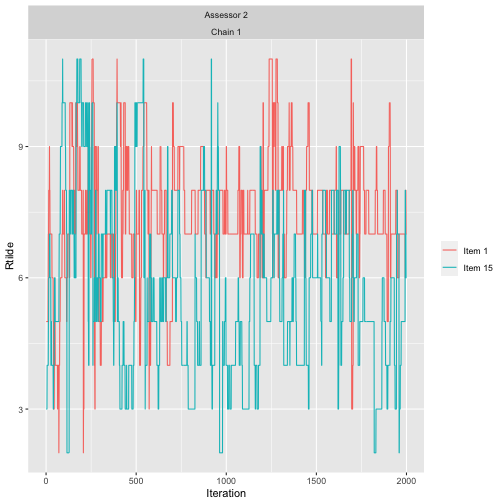 Assessor 2
Chain 1
9
6
3
Rtilde
0
500
1000
1500
2000
Iteration
Item 1
Item 15